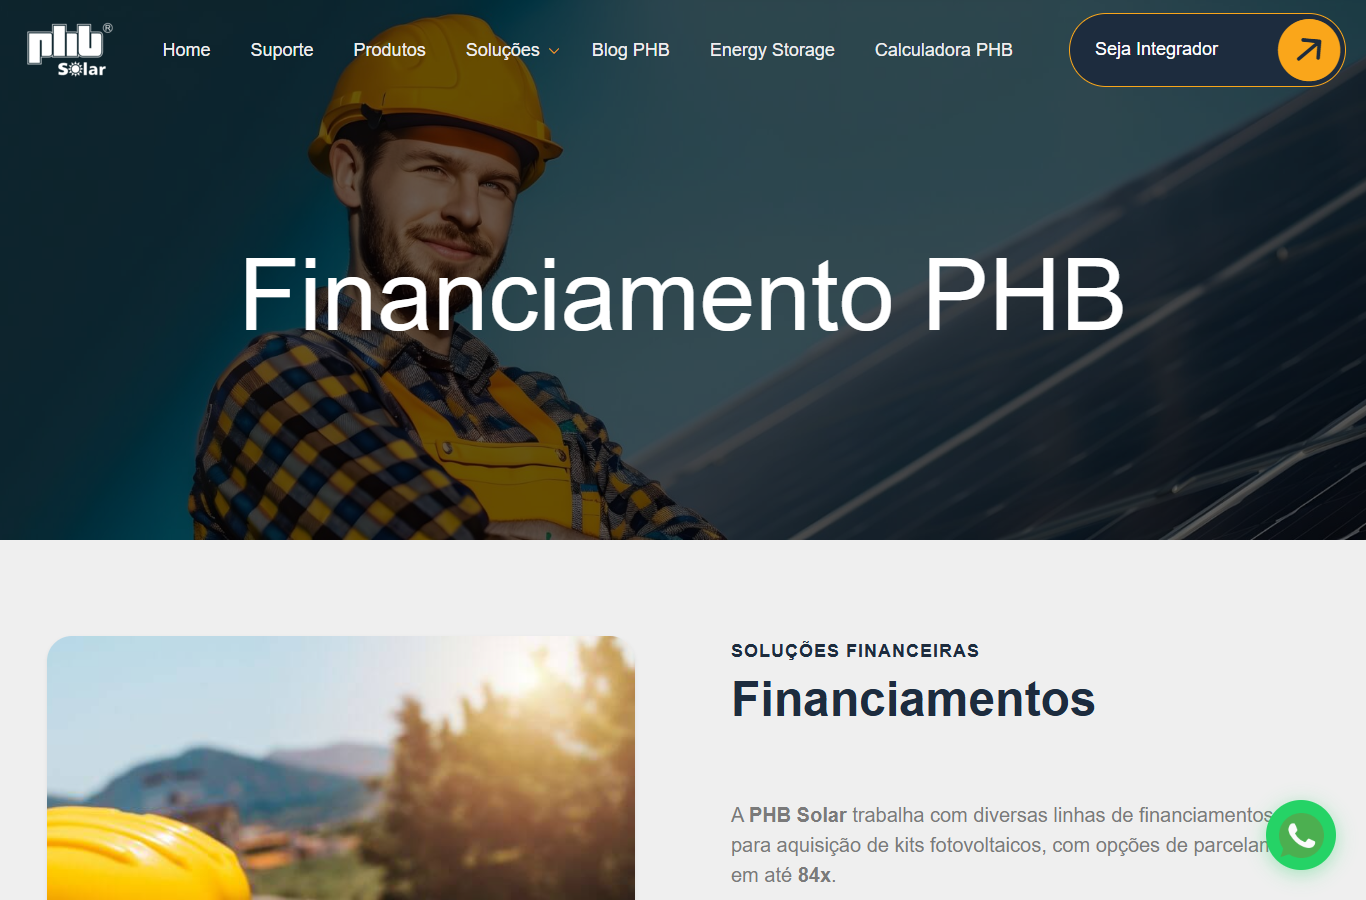 phb®
Solar
Home
Suporte
Produtos
Soluções
Blog PHB
Energy Storage
Calculadora PHB
Seja Integrador
Financiamento PHB
SOLUÇÕES FINANCEIRAS
Financiamentos
A PHB Solar trabalha com diversas linhas de financiamentos
para aquisição de kits fotovoltaicos, com opções de
em até 84x.